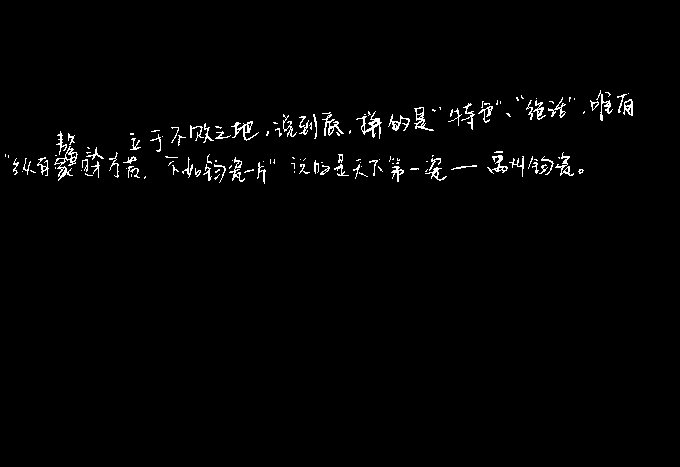 立于不败之地，说到底，拼的是“特色”、“绝活”，唯有
“纵有家财万贯，不如钧瓷一片”说的是天下第一瓷——禹州钧瓷。